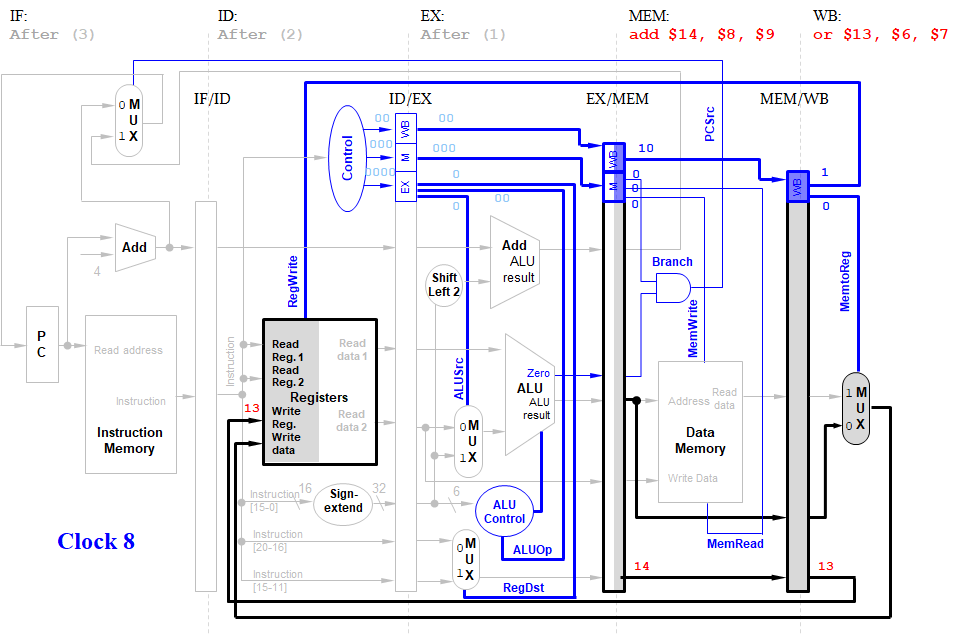 IF:
After (3)
ID:
After (2)
EX:
After (1)
MEM:
add $14, $8, $9
WB:
or $13, $6, $7
IF/ID
ID/EX
EX/MEM
MEM/WB
0 M
U
1 X
Add
4
P
C
Read address
Instruction
Instruction
Memory
Clock 8
Instruction
RegWrite
13
Read
Reg. 1
Read
Reg. 2
Registers
Write
Reg.
Write
data
Read
data 1
Read
data 2
Control
00
000
0000
WB
M
EX
00
000
0
00
0
Instruction
[15-0]
16
Sign-
extend
32
Instruction
[20-16]
Instruction
[15-11]
Shift
Left 2
Add
ALU
result
ALUSrc
0 M
U
1 X
Zero
ALU
ALU
result
6
ALU
Control
ALUOp
0 M
U
1 X
RegDst
WB
M
10
0
0
0
PCSrc
Branch
MemWrite
Address
Read
data
Data
Memory
Write Data
MemRead
14
WB
1
0
MemtoReg
1 M
U
0 X
13